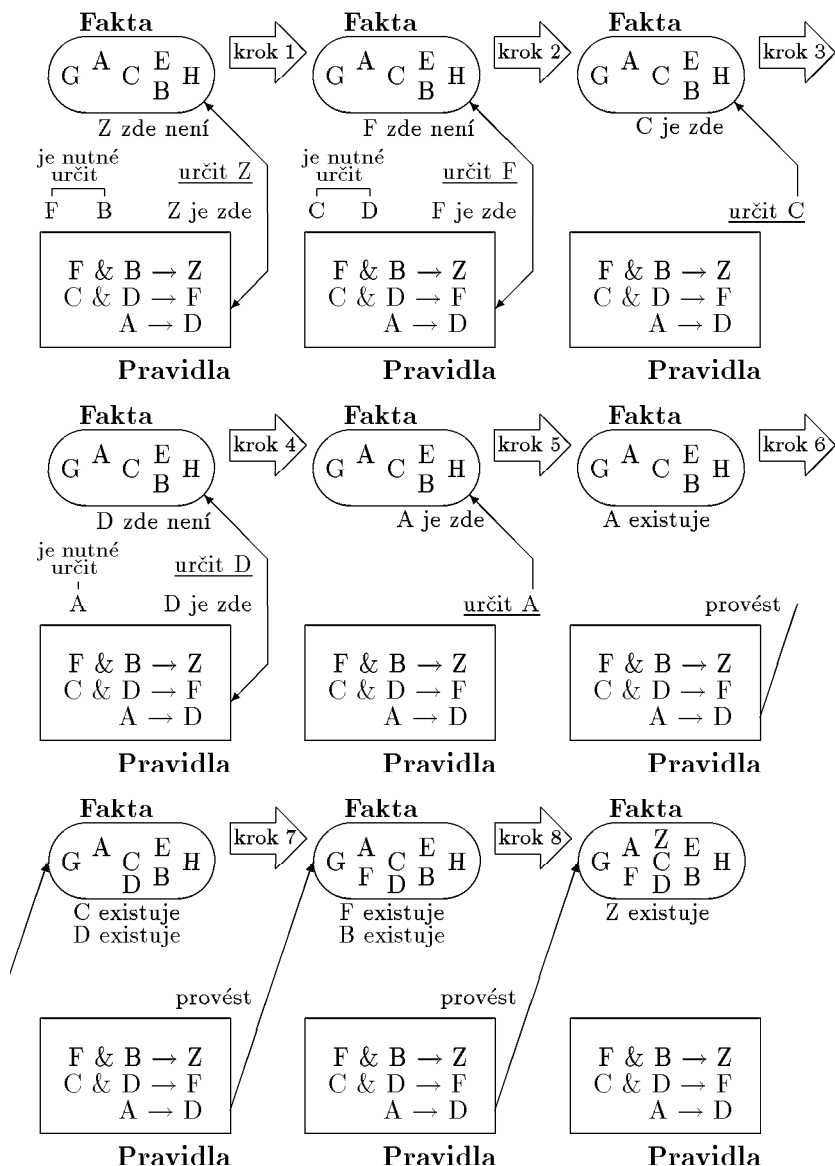 Fakta
G A C E B H
Z zde není
je nutné
určit
F B
určit Z
Z je zde
F & B → Z
C & D → F
A → D
Pravidla
krok 1
Fakta
G A C E B H
F zde není
je nutné
určit
C D
určit F
F je zde
F & B → Z
C & D → F
A → D
Pravidla
krok 2
Fakta
G A C E B H
C je zde
určit C
F & B → Z
C & D → F
A → D
Pravidla
krok 3
Fakta
G A C E B H
D zde není
je nutné
určit
A
určit D
D je zde
F & B → Z
C & D → F
A → D
Pravidla
krok 4
Fakta
G A C E B H
A je zde
určit A
F & B → Z
C & D → F
A → D
Pravidla
krok 5
Fakta
G A C E B H
A existuje
provést
F & B → Z
C & D → F
A → D
Pravidla
krok 6
Fakta
G A C D E B H
C existuje
D existuje
provést
F & B → Z
C & D → F
A → D
Pravidla
krok 7
Fakta
G A F C D E B H
F existuje
B existuje
provést
F & B → Z
C & D → F
A → D
Pravidla
krok 8
Fakta
G A F Z C D E B H
Z existuje
F & B → Z
C & D → F
A → D
Pravidla